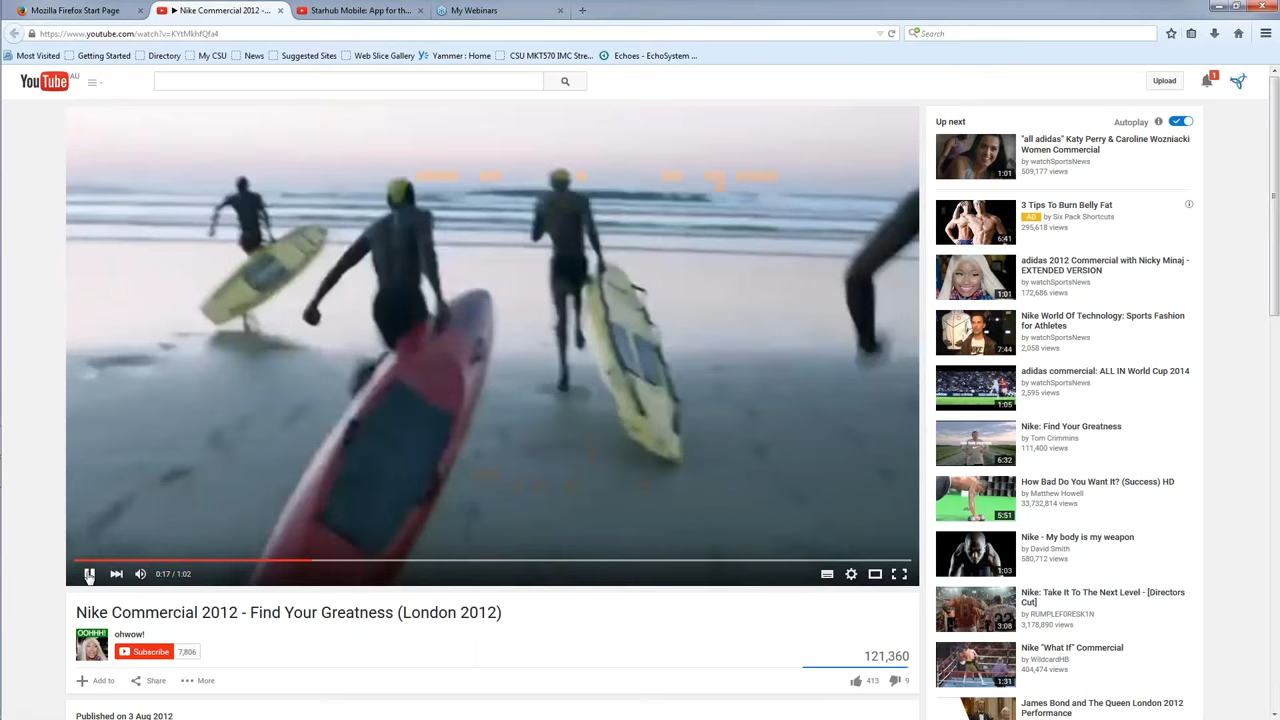 Mozilla Firefox Start Page
▶ Nike Commercial 2012 -...
Starhub Mobile: App for th...
My Webinars
https://www.youtube.com/watch?v=KYtMkhfQfa4
Search
Most Visited
Getting Started
Directory
My CSU
News
Suggested Sites
Web Slice Gallery
Yammer : Home
CSU MKT570 IMC Stre...
Echoes - EchoSystem ...
YouTube AU
Upload
1
Up next
Autoplay
"all adidas" Katy Perry & Caroline Wozniacki
Women Commercial
by watchSportsNews
509,177 views
1:01
3 Tips To Burn Belly Fat
AD by Six Pack Shortcuts
295,618 views
6:41
adidas 2012 Commercial with Nicky Minaj -
EXTENDED VERSION
by watchSportsNews
172,686 views
1:01
Nike World Of Technology: Sports Fashion
for Athletes
by watchSportsNews
2,058 views
7:44
adidas commercial: ALL IN World Cup 2014
by watchSportsNews
2,595 views
1:05
Nike: Find Your Greatness
by Tom Crimmins
111,400 views
6:32
How Bad Do You Want It? (Success) HD
by Matthew Howell
33,732,814 views
5:51
Nike - My body is my weapon
by David Smith
580,712 views
1:03
Nike: Take It To The Next Level - [Directors
Cut]
by RUMPLEF0RESK1N
3,178,890 views
3:08
Nike "What If" Commercial
by WildcardHB
404,474 views
1:31
James Bond and The Queen London 2012
Performance
0:17 / 1:02
Nike Commercial 2012 - Find Your Greatness (London 2012)
OOHHH!
ohwow!
Subscribe 7,806
121,360
Add to
Share
More
413
9
Published on 3 Aug 2012